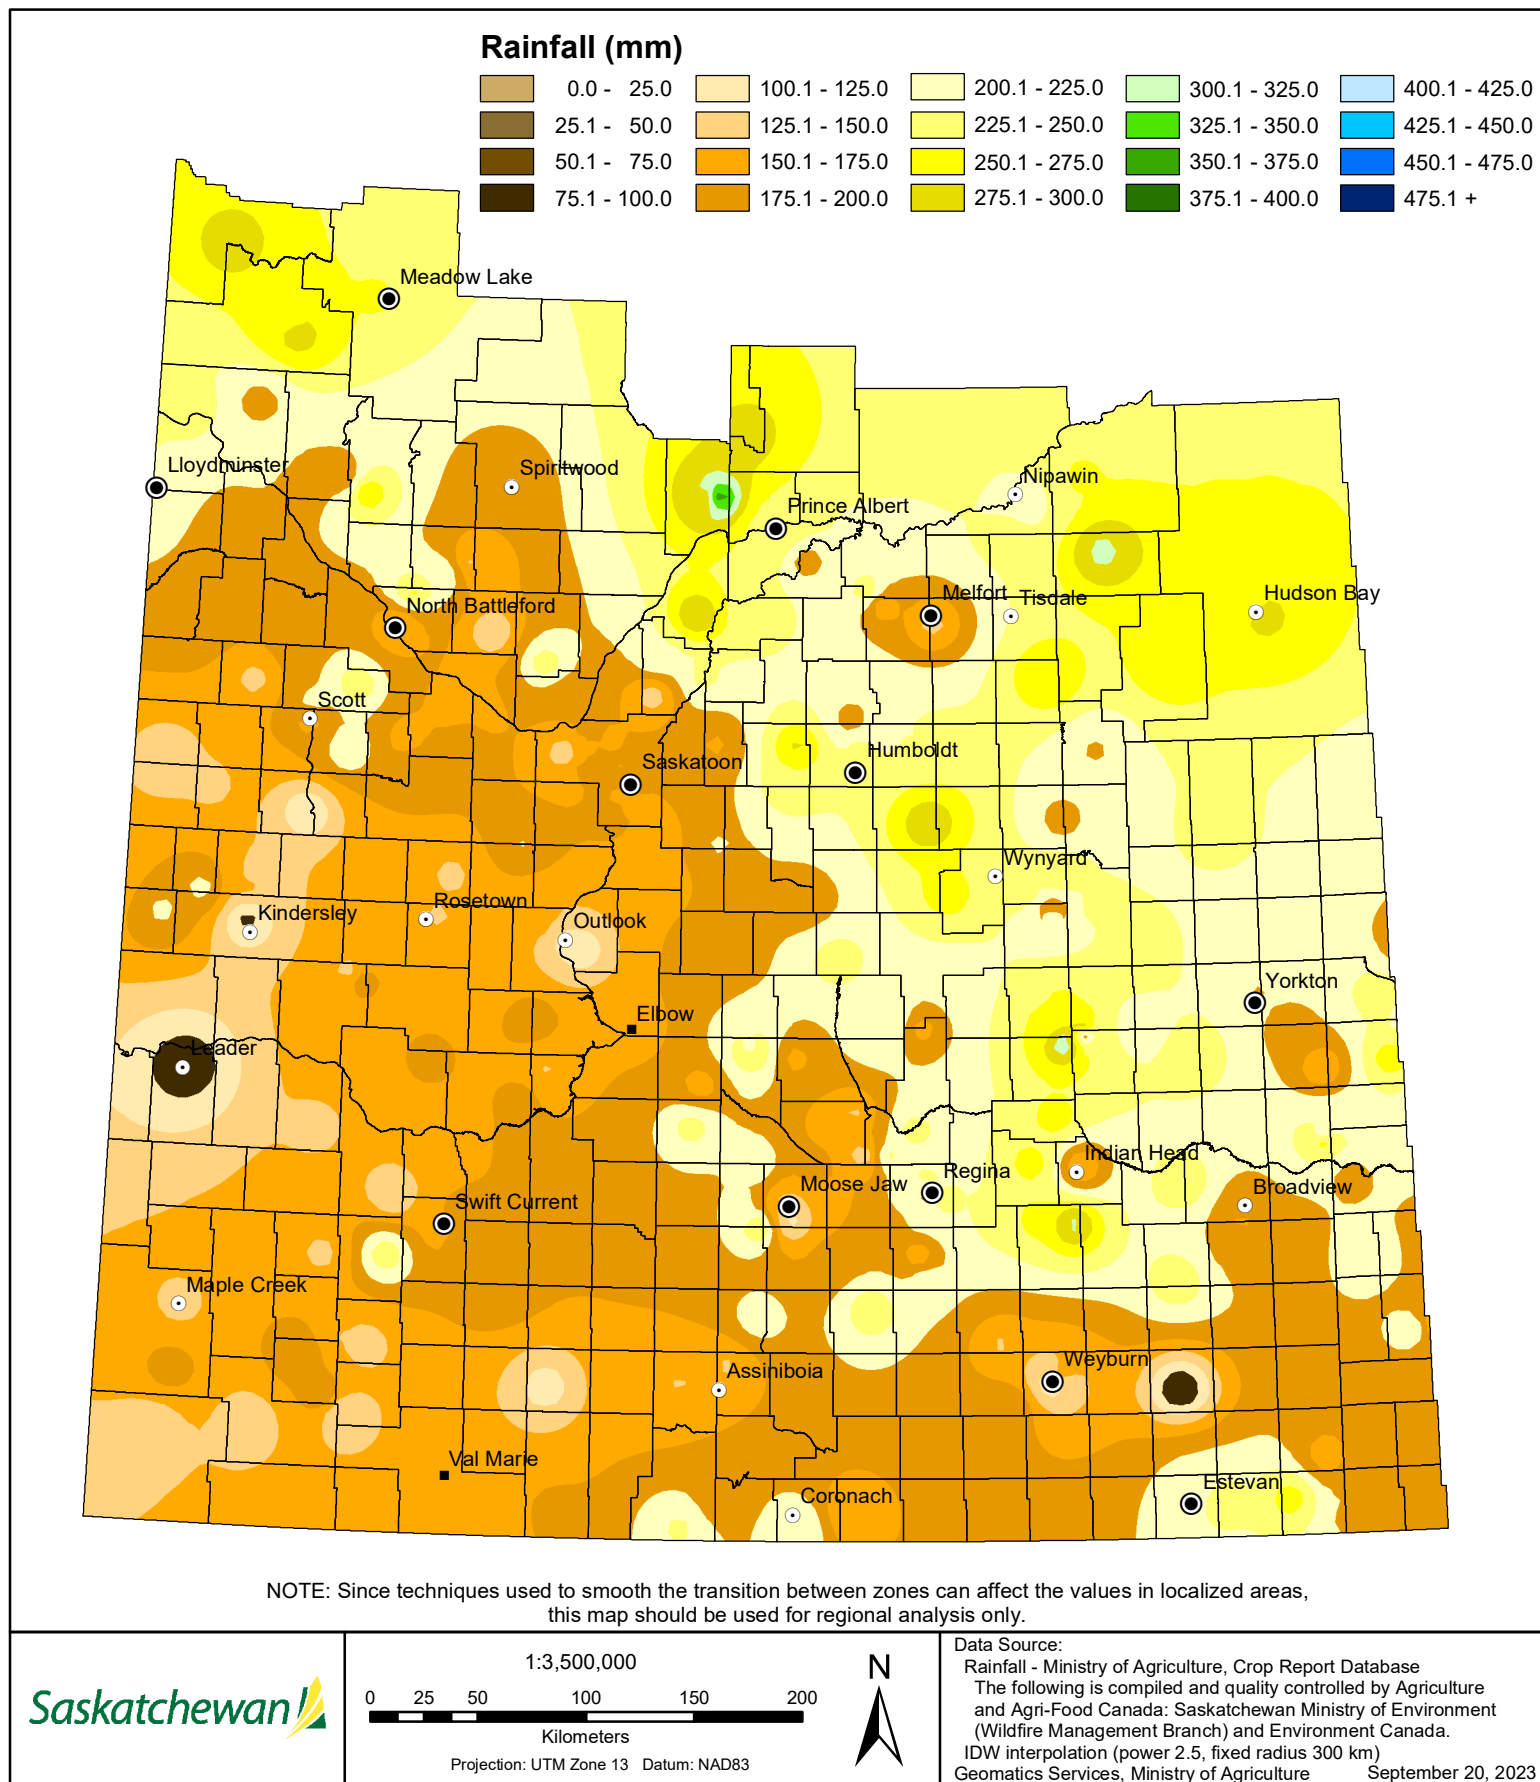 Rainfall (mm)
0.0 - 25.0
25.1 - 50.0
50.1 - 75.0
75.1 - 100.0
100.1 - 125.0
125.1 - 150.0
150.1 - 175.0
175.1 - 200.0
200.1 - 225.0
225.1 - 250.0
250.1 - 275.0
275.1 - 300.0
300.1 - 325.0
325.1 - 350.0
350.1 - 375.0
375.1 - 400.0
400.1 - 425.0
425.1 - 450.0
450.1 - 475.0
475.1 +
Meadow Lake
Lloydminster
Spiritwood
Nipawin
Prince Albert
North Battleford
Melfort
Tisdale
Hudson Bay
Scott
Saskatoon
Humboldt
Wynyard
Kindersley
Rosetown
Outlook
Yorkton
Elbow
Leader
Indian Head
Moose Jaw
Regina
Broadview
Swift Current
Maple Creek
Assiniboia
Weyburn
Val Marie
Coronach
Estevan
NOTE: Since techniques used to smooth the transition between zones can affect the values in localized areas,
this map should be used for regional analysis only.
Saskatchewan
1:3,500,000
0 25 50 100 150 200
Kilometers
Projection: UTM Zone 13 Datum: NAD83
N
Data Source:
Rainfall - Ministry of Agriculture, Crop Report Database
The following is compiled and quality controlled by Agriculture
and Agri-Food Canada: Saskatchewan Ministry of Environment
(Wildfire Management Branch) and Environment Canada.
IDW interpolation (power 2.5, fixed radius 300 km)
Geomatics Services, Ministry of Agriculture September 20, 2023